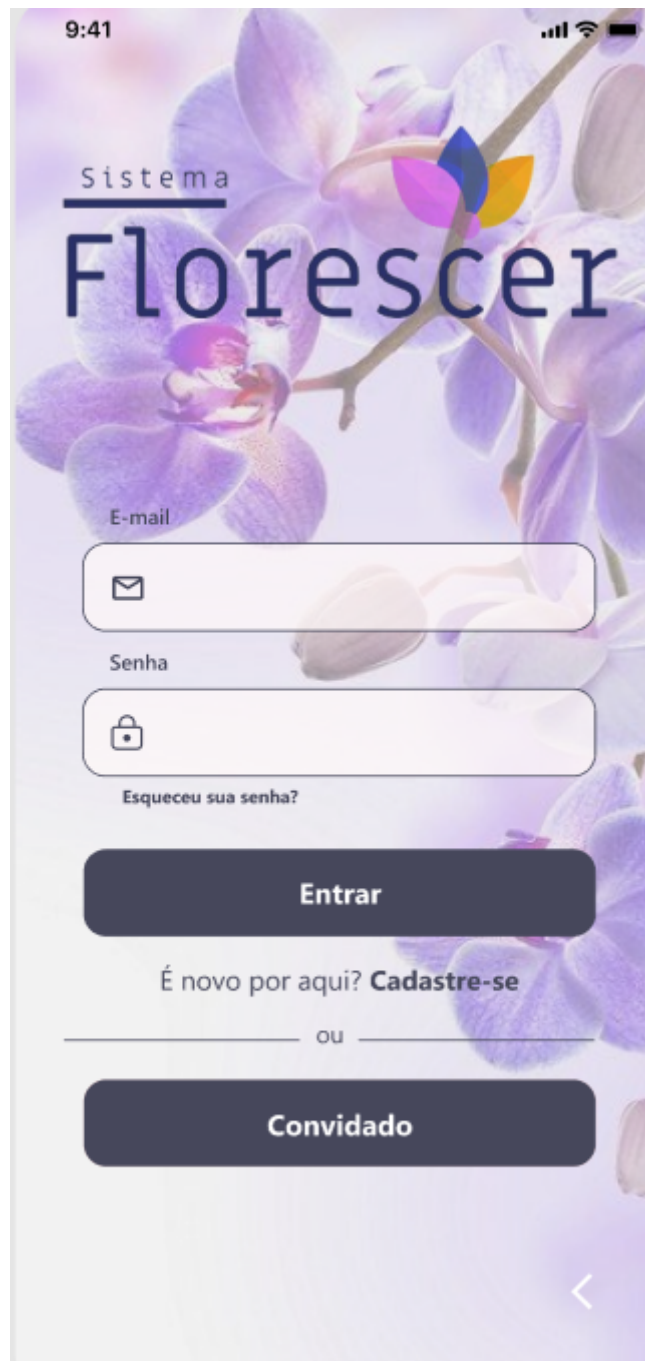 9:41
Sistema
Florescer
E-mail
Senha
Esqueceu sua senha?
Entrar
É novo por aqui? Cadastre-se
ou
Convidado